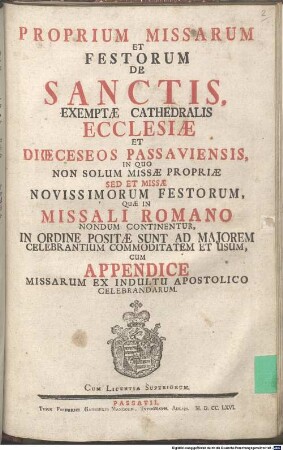 PROPRIUM MISSARUM
ET
FESTORUM
DE
SANCTIS,
EXEMPTÆ CATHEDRALIS
ECCLESIÆ
ET
DIŒCESEOS PASSAVIENSIS,
IN QUO
NON SOLUM MISSÆ PROPRIÆ
SED ET MISSÆ
NOVISSIMORUM FESTORUM,
QUÆ IN
MISSALI ROMANO
NONDUM CONTINENTUR,
IN ORDINE POSITÆ SUNT AD MAJOREM
CELEBRANTIUM COMMODITATEM ET USUM,
CUM
APPENDICE
MISSARUM EX INDULTU APOSTOLICO
CELEBRANDARUM.
CUM LICENTIA SUPERIORUM.
PASSAVII,
M. D. CC. LXVI.